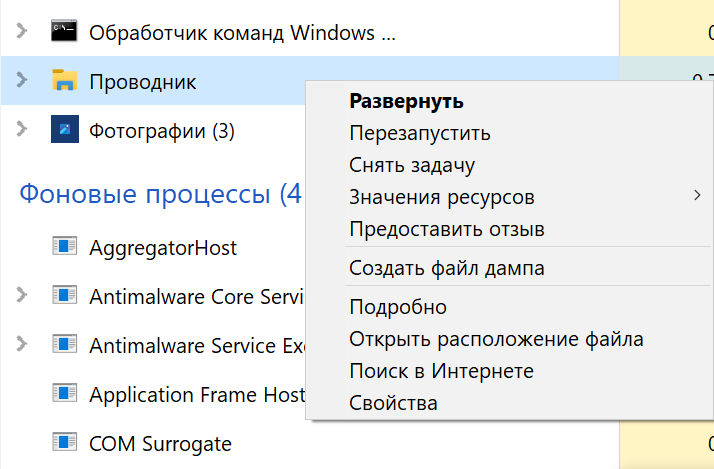 Обработчик команд Windows ...
Проводник
Развернуть
Фотографии (3)
Перезапустить
Снять задачу
Фоновые процессы (4
Значения ресурсов
Предоставить отзыв
AggregatorHost
Создать файл дампа
Antimalware Core Servi
Подробно
Antimalware Service Exe
Открыть расположение файла
Поиск в Интернете
Application Frame Host
Свойства
COM Surrogate